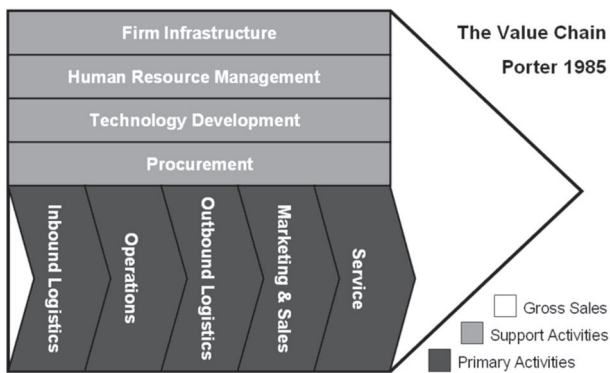 Firm Infrastructure
Human Resource Management
Technology Development
Procurement
Inbound Logistics
Operations
Outbound Logistics
Marketing & Sales
Service
The Value Chain
Porter 1985
Gross Sales
Support Activities
Primary Activities